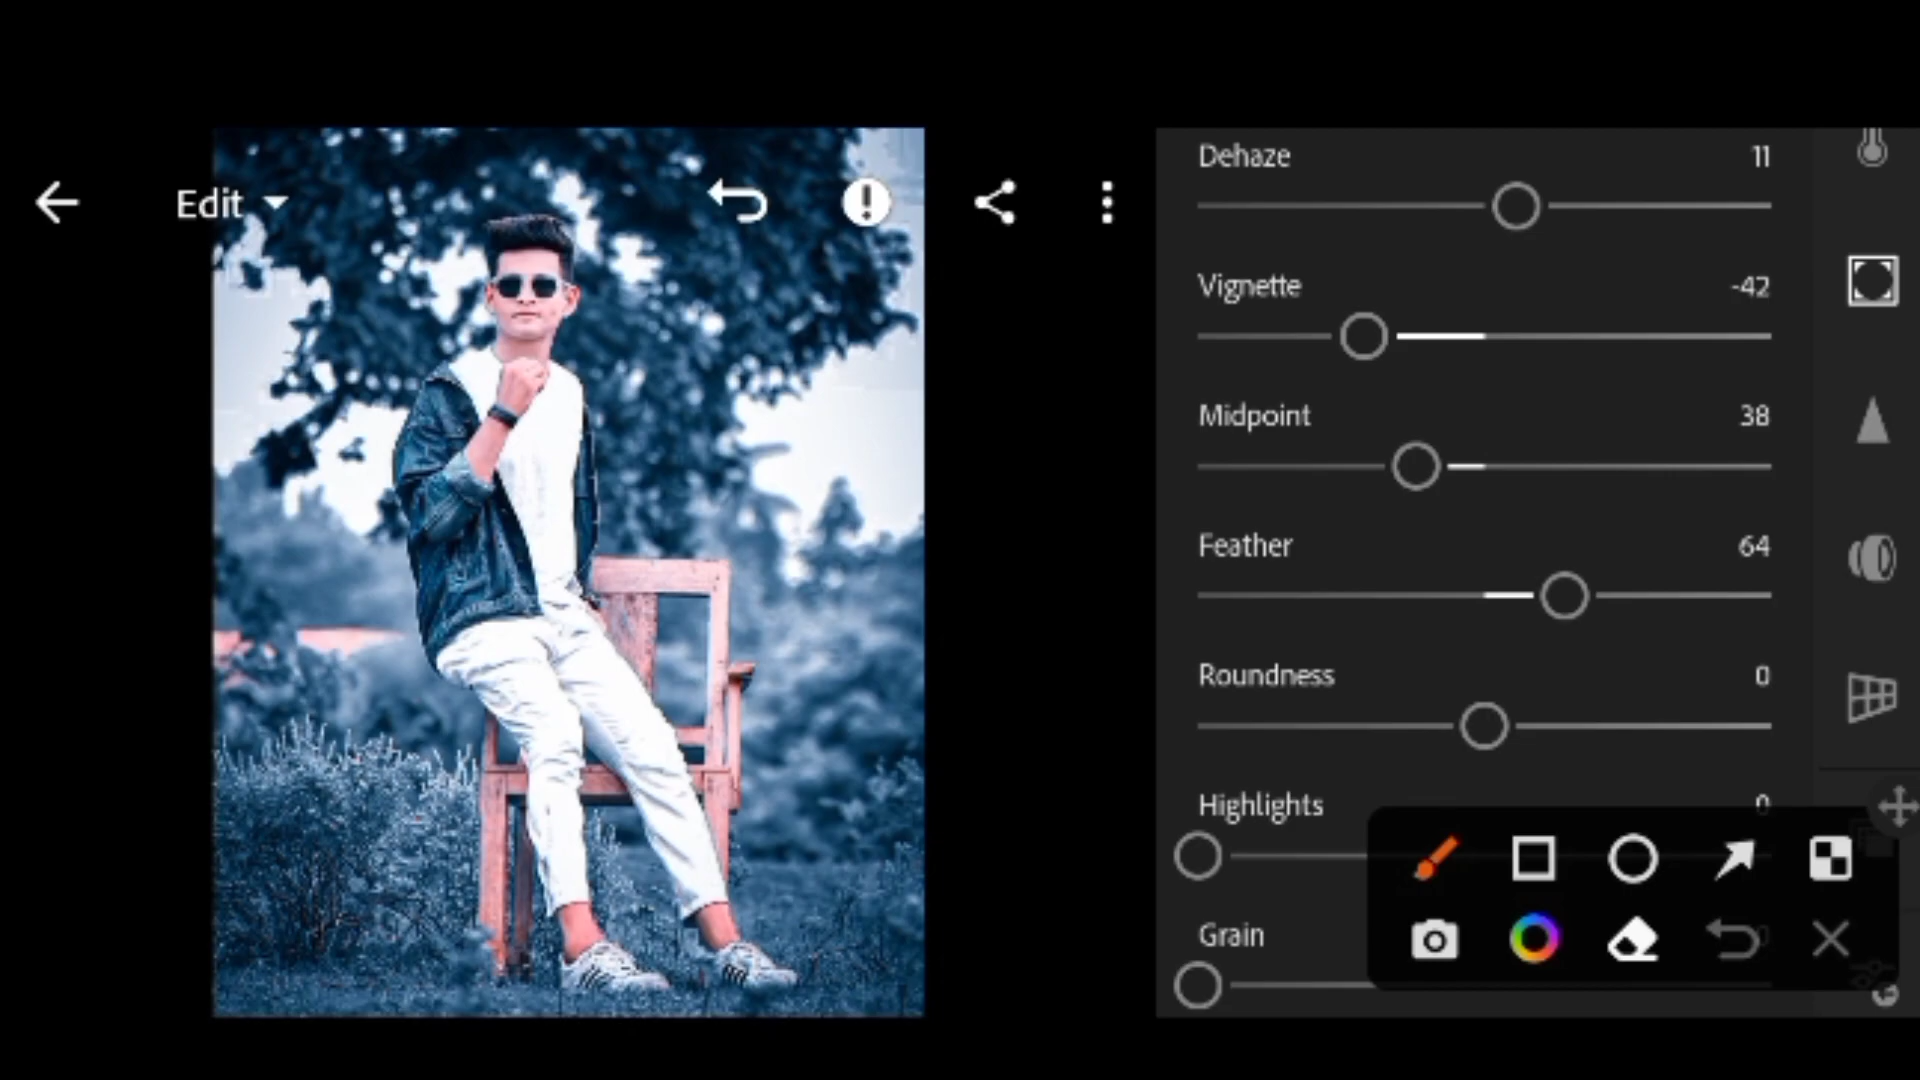 Edit
Dehaze 11
Vignette -42
Midpoint 38
Feather 64
Roundness 0
Highlights 0
Grain